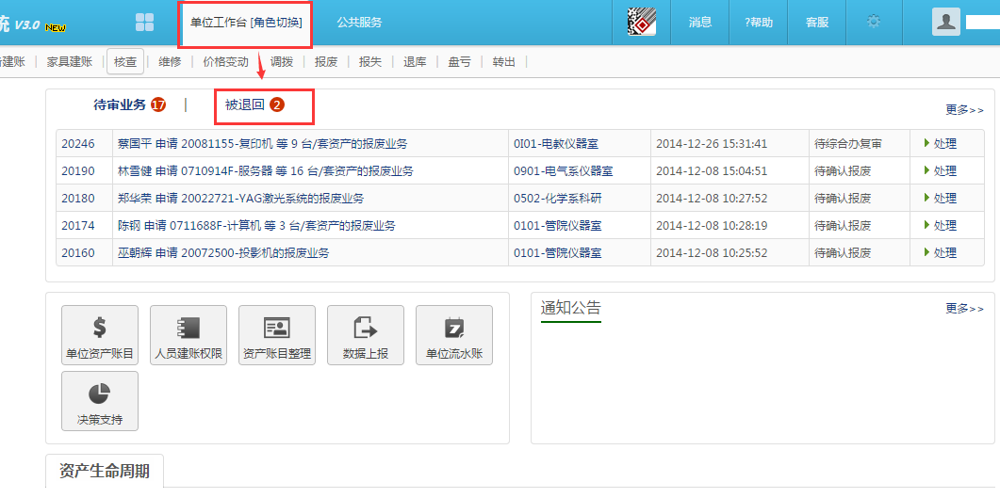 统 V3.0 NEW 单位工作台 [角色切换] 公共服务 消息 ?帮助 客服
建账 家具建账 核查 维修 价格变动 调拨 报废 报失 退库 盘亏 转出
待审业务 17 被退回 2 更多>>
20246 蔡国平 申请 20081155-复印机 等 9 台/套资产的报废业务 0I01-电教仪器室 2014-12-26 15:31:41 待综合办复审 处理
20190 林雪健 申请 0710914F-服务器 等 16 台/套资产的报废业务 0901-电气系仪器室 2014-12-08 15:04:51 待确认报废 处理
20180 郑华荣 申请 20022721-YAG激光系统的报废业务 0502-化学系科研 2014-12-08 10:27:52 待确认报废 处理
20174 陈钢 申请 0711688F-计算机 等 3 台/套资产的报废业务 0101-管院仪器室 2014-12-08 10:28:19 待确认报废 处理
20160 巫朝辉 申请 20072500-投影机的报废业务 0101-管院仪器室 2014-12-08 10:25:52 待确认报废 处理
单位资产账目 人员建账权限 资产账目整理 数据上报 单位流水账
决策支持
通知公告 更多>>
资产生命周期